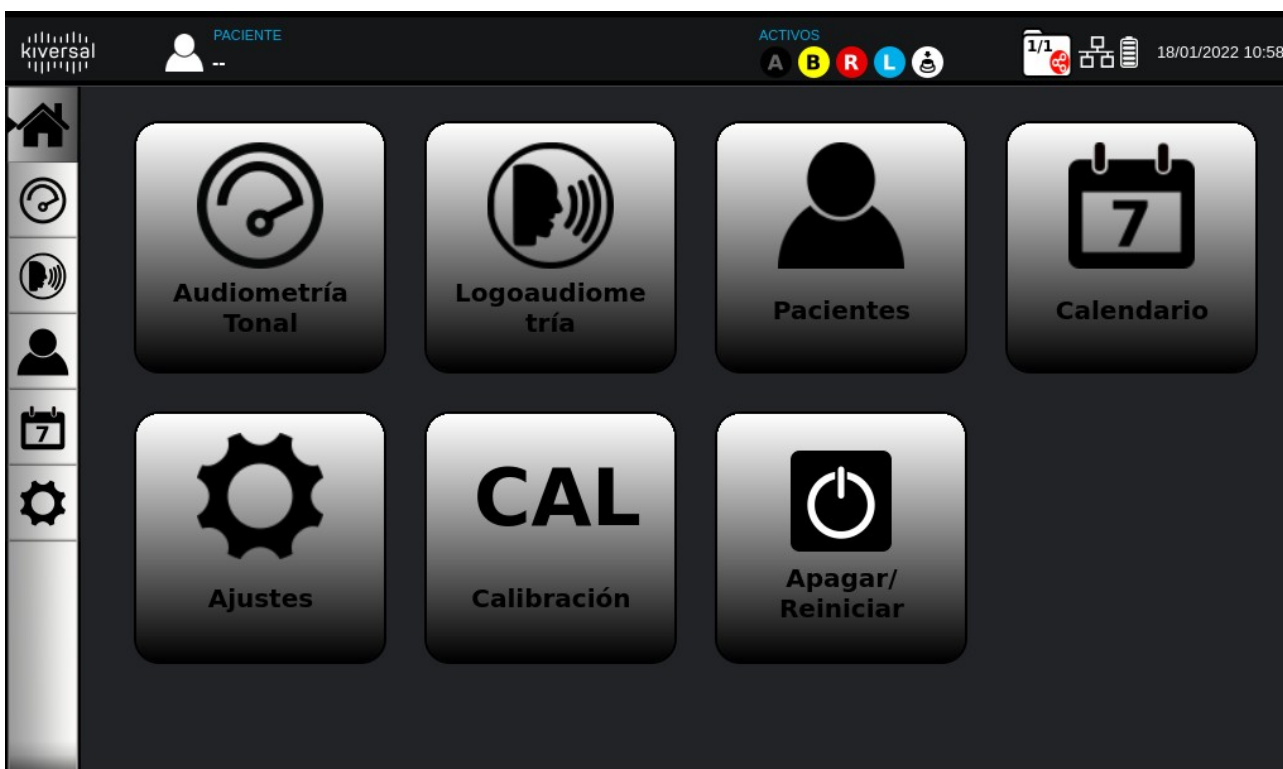 kiversal
PACIENTE
--
ACTIVOS
A B R L
1/1
18/01/2022 10:58
7
Audiometría
Tonal
Logoaudiome
tría
Pacientes
7
Calendario
Ajustes
CAL
Calibración
Apagar/
Reiniciar